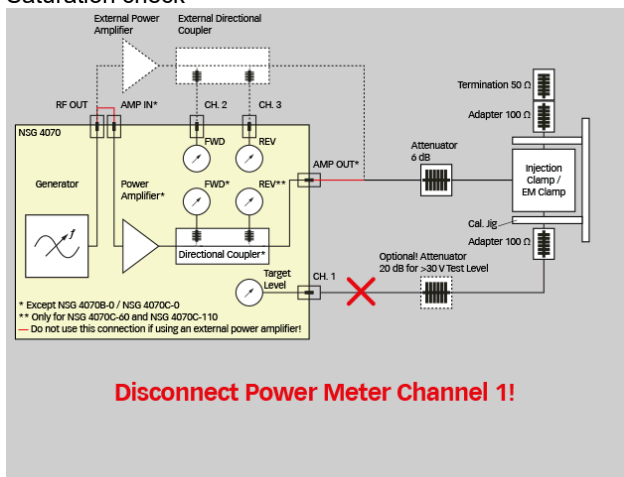 Saturation check
External Power
Amplifier
External Directional
Coupler
RF OUT
AMP IN*
CH. 2
CH. 3
Termination 50 Ω
Adapter 100 Ω
NSG 4070
FWD
REV
AMP OUT*
Attenuator
6 dB
Injection
Clamp /
EM Clamp
Generator
Power
Amplifier*
FWD*
REV**
Directional Coupler*
Cal. Jig
Adapter 100 Ω
Target
Level
CH. 1
Optional! Attenuator
20 dB for >30 V Test Level
* Except NSG 4070B-0 / NSG 4070C-0
** Only for NSG 4070C-60 and NSG 4070C-110
— Do not use this connection if using an external power amplifier!
Disconnect Power Meter Channel 1!